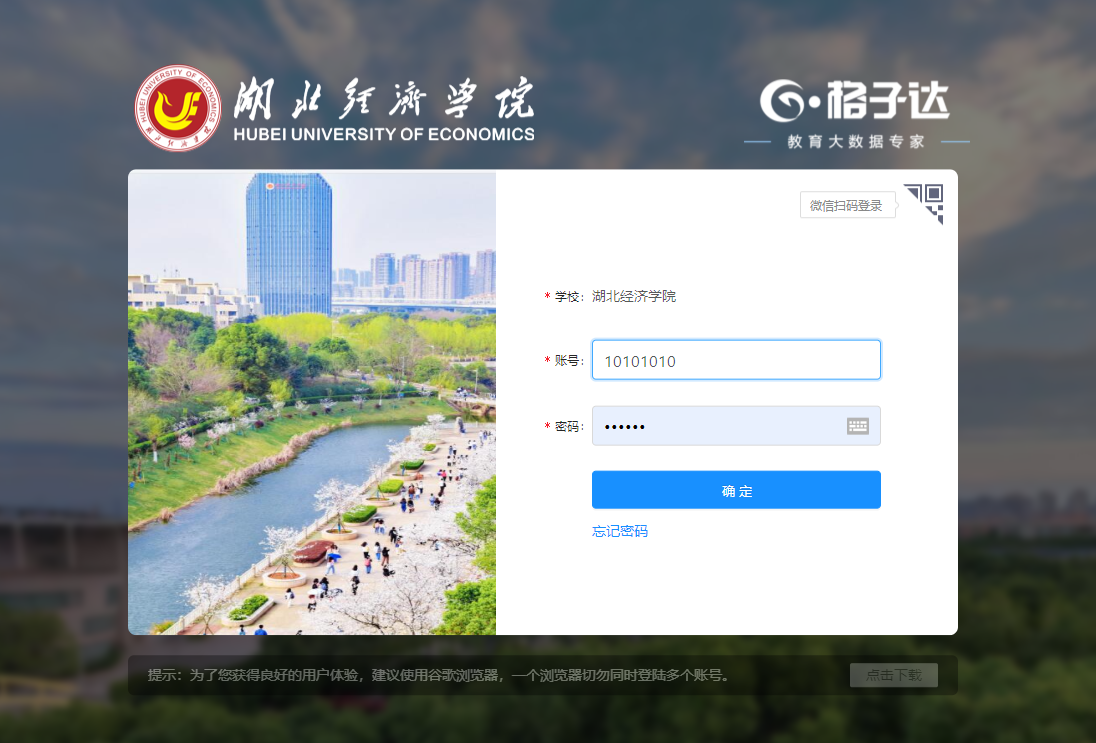 湖北经济学院
HUBEI UNIVERSITY OF ECONOMICS
格子达
教育大数据专家
微信扫码登录
* 学校: 湖北经济学院
* 账号: 10101010
* 密码: ••••••
确 定
忘记密码
提示：为了您获得良好的用户体验，建议使用谷歌浏览器，一个浏览器切勿同时登陆多个账号。
点击下载